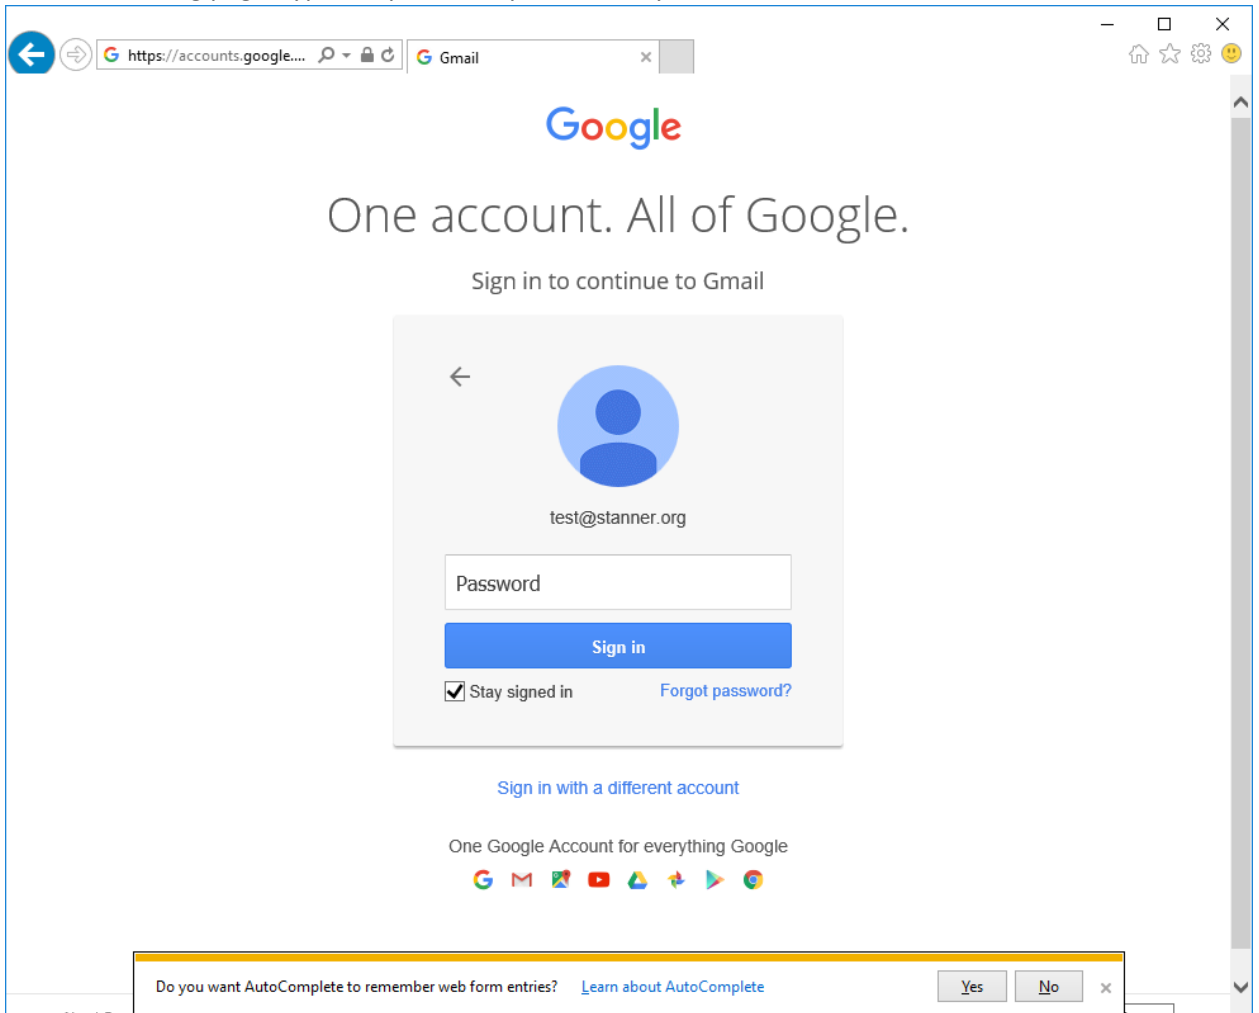 https://accounts.google....
Gmail
Google
One account. All of Google.
Sign in to continue to Gmail
test@stanner.org
Password
Sign in
Stay signed in Forgot password?
Sign in with a different account
One Google Account for everything Google
Do you want AutoComplete to remember web form entries? Learn about AutoComplete Yes No